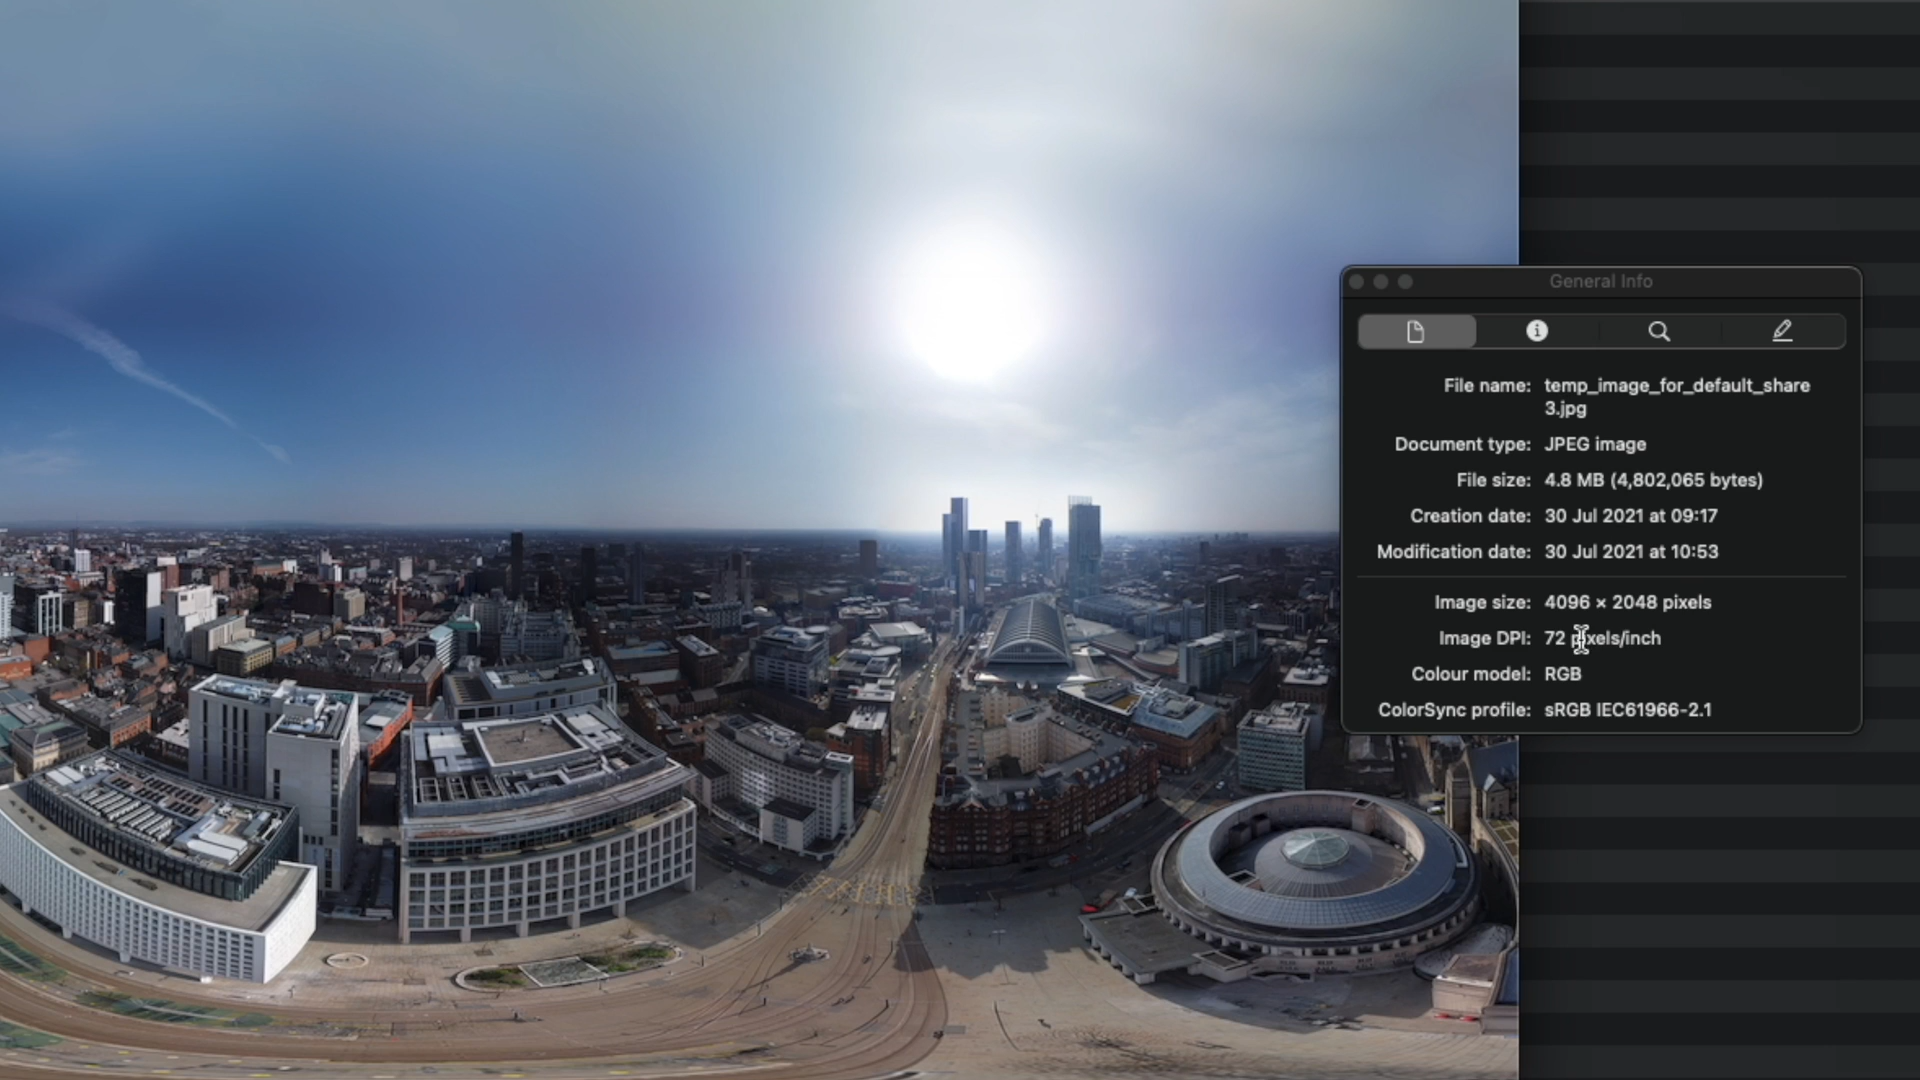 General Info
File name: temp_image_for_default_share
3.jpg
Document type: JPEG image
File size: 4.8 MB (4,802,065 bytes)
Creation date: 30 Jul 2021 at 09:17
Modification date: 30 Jul 2021 at 10:53
Image size: 4096 × 2048 pixels
Image DPI: 72 pixels/inch
Colour model: RGB
ColorSync profile: sRGB IEC61966-2.1